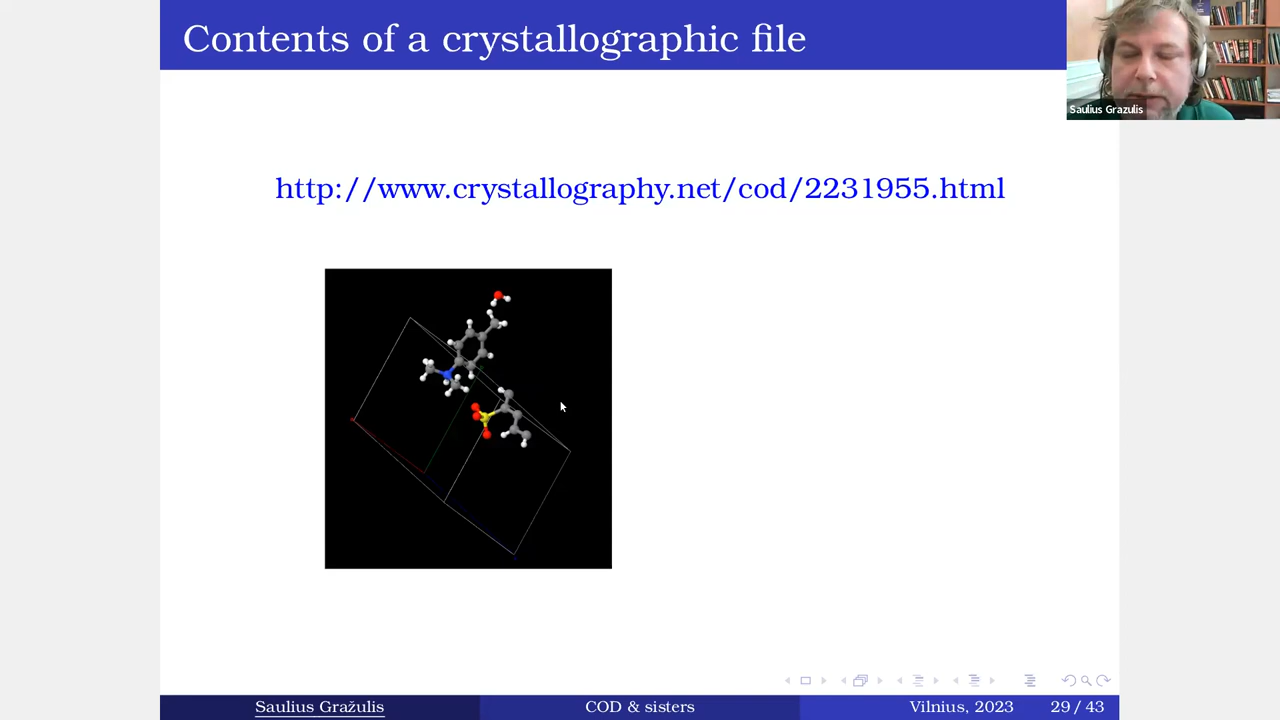 Contents of a crystallographic file
Saulius Grazulis
http://www.crystallography.net/cod/2231955.html
Saulius Gražulis COD & sisters Vilnius, 2023 29 / 43